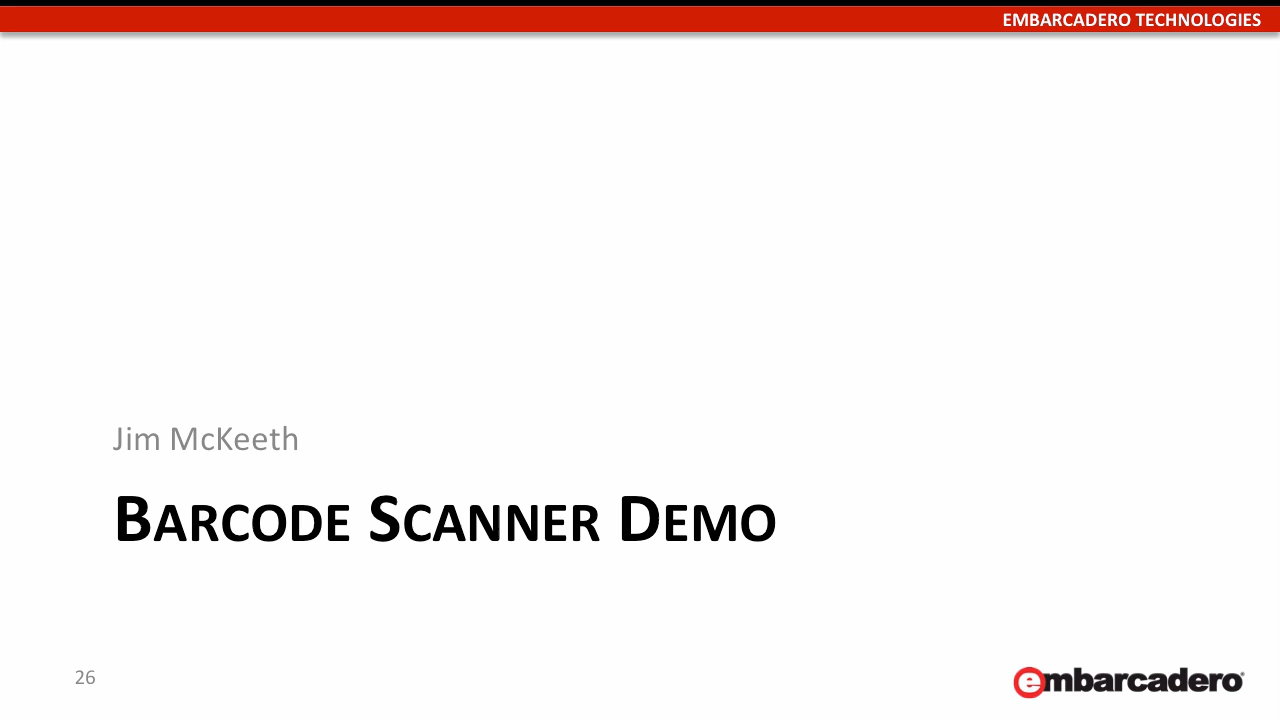 EMBARCADERO TECHNOLOGIES
Jim McKeeth
BARCODE SCANNER DEMO
26
embarcadero